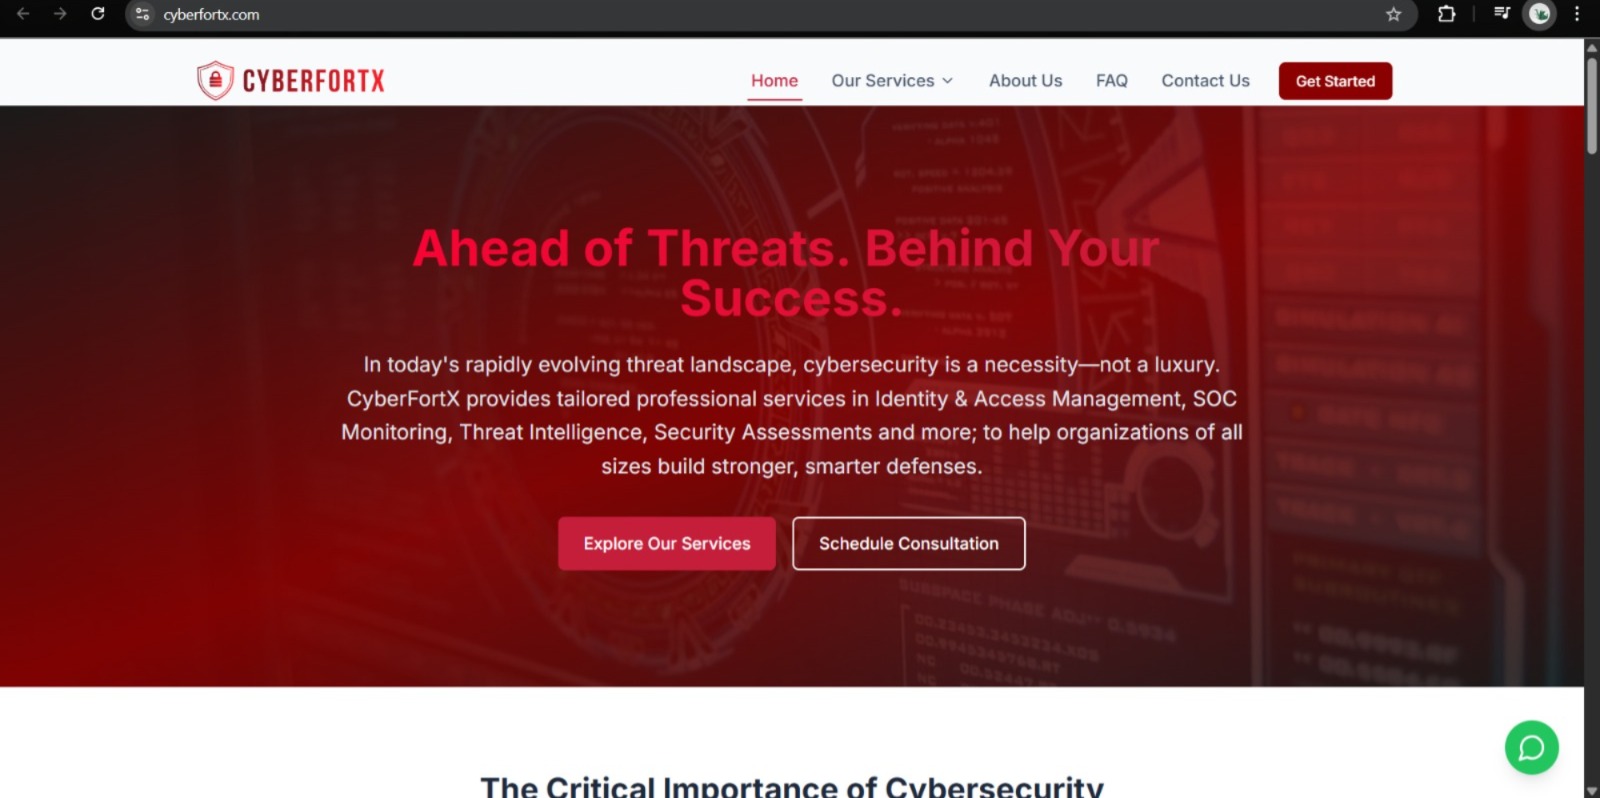 cyberfortx.com
CYBERFORTX
Home
Our Services
About Us
FAQ
Contact Us
Get Started
Ahead of Threats. Behind Your
Success.
In today's rapidly evolving threat landscape, cybersecurity is a necessity—not a luxury.
CyberFortX provides tailored professional services in Identity & Access Management, SOC
Monitoring, Threat Intelligence, Security Assessments and more; to help organizations of all
sizes build stronger, smarter defenses.
Explore Our Services
Schedule Consultation
SUBSPACE PHASE ADJ
The Critical Importance of Cybersecurity